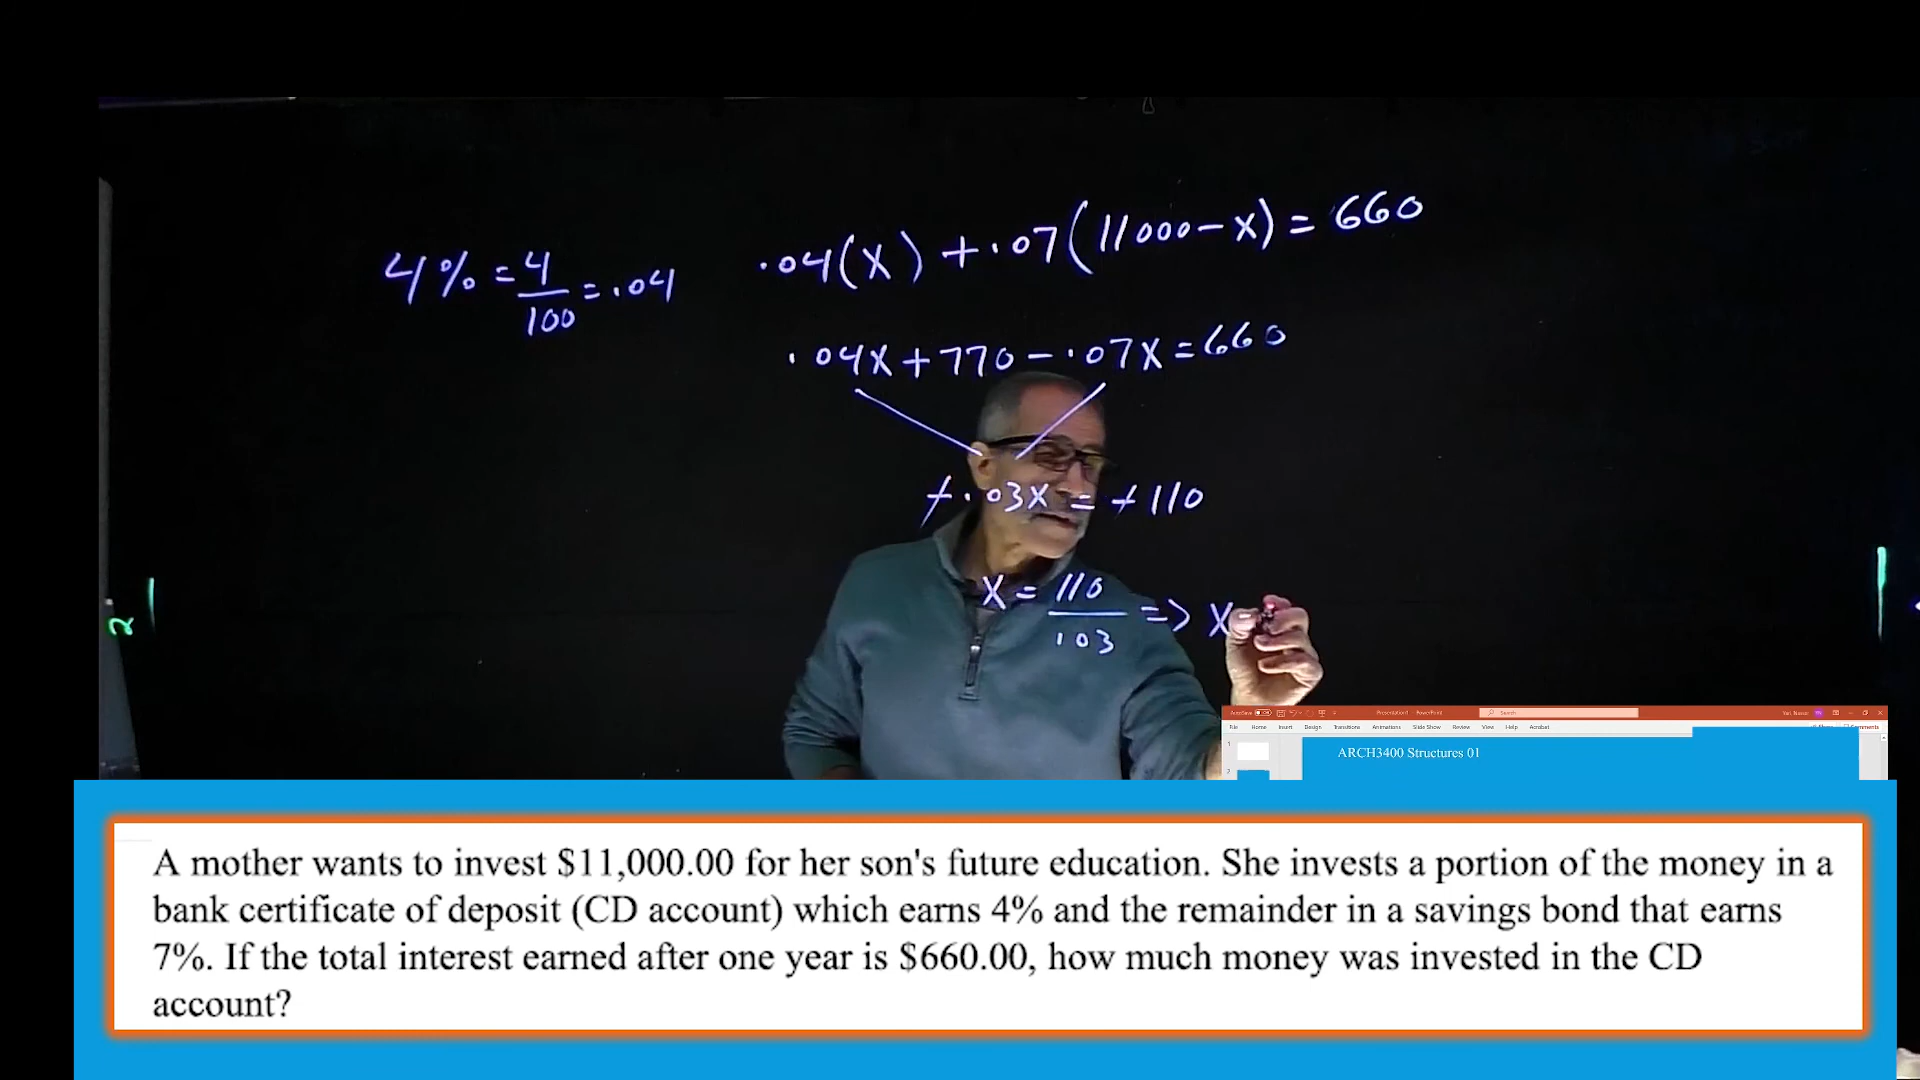 4% = 4/100 = .04
.04(X) + .07(11000 - X) = 660
.04X + 770 - .07X = 660
+.03X = +110
X = 110/.03 => X =
2
ARCH3400 Structures 01
A mother wants to invest $11,000.00 for her son's future education. She invests a portion of the money in a
bank certificate of deposit (CD account) which earns 4% and the remainder in a savings bond that earns
7%. If the total interest earned after one year is $660.00, how much money was invested in the CD
account?